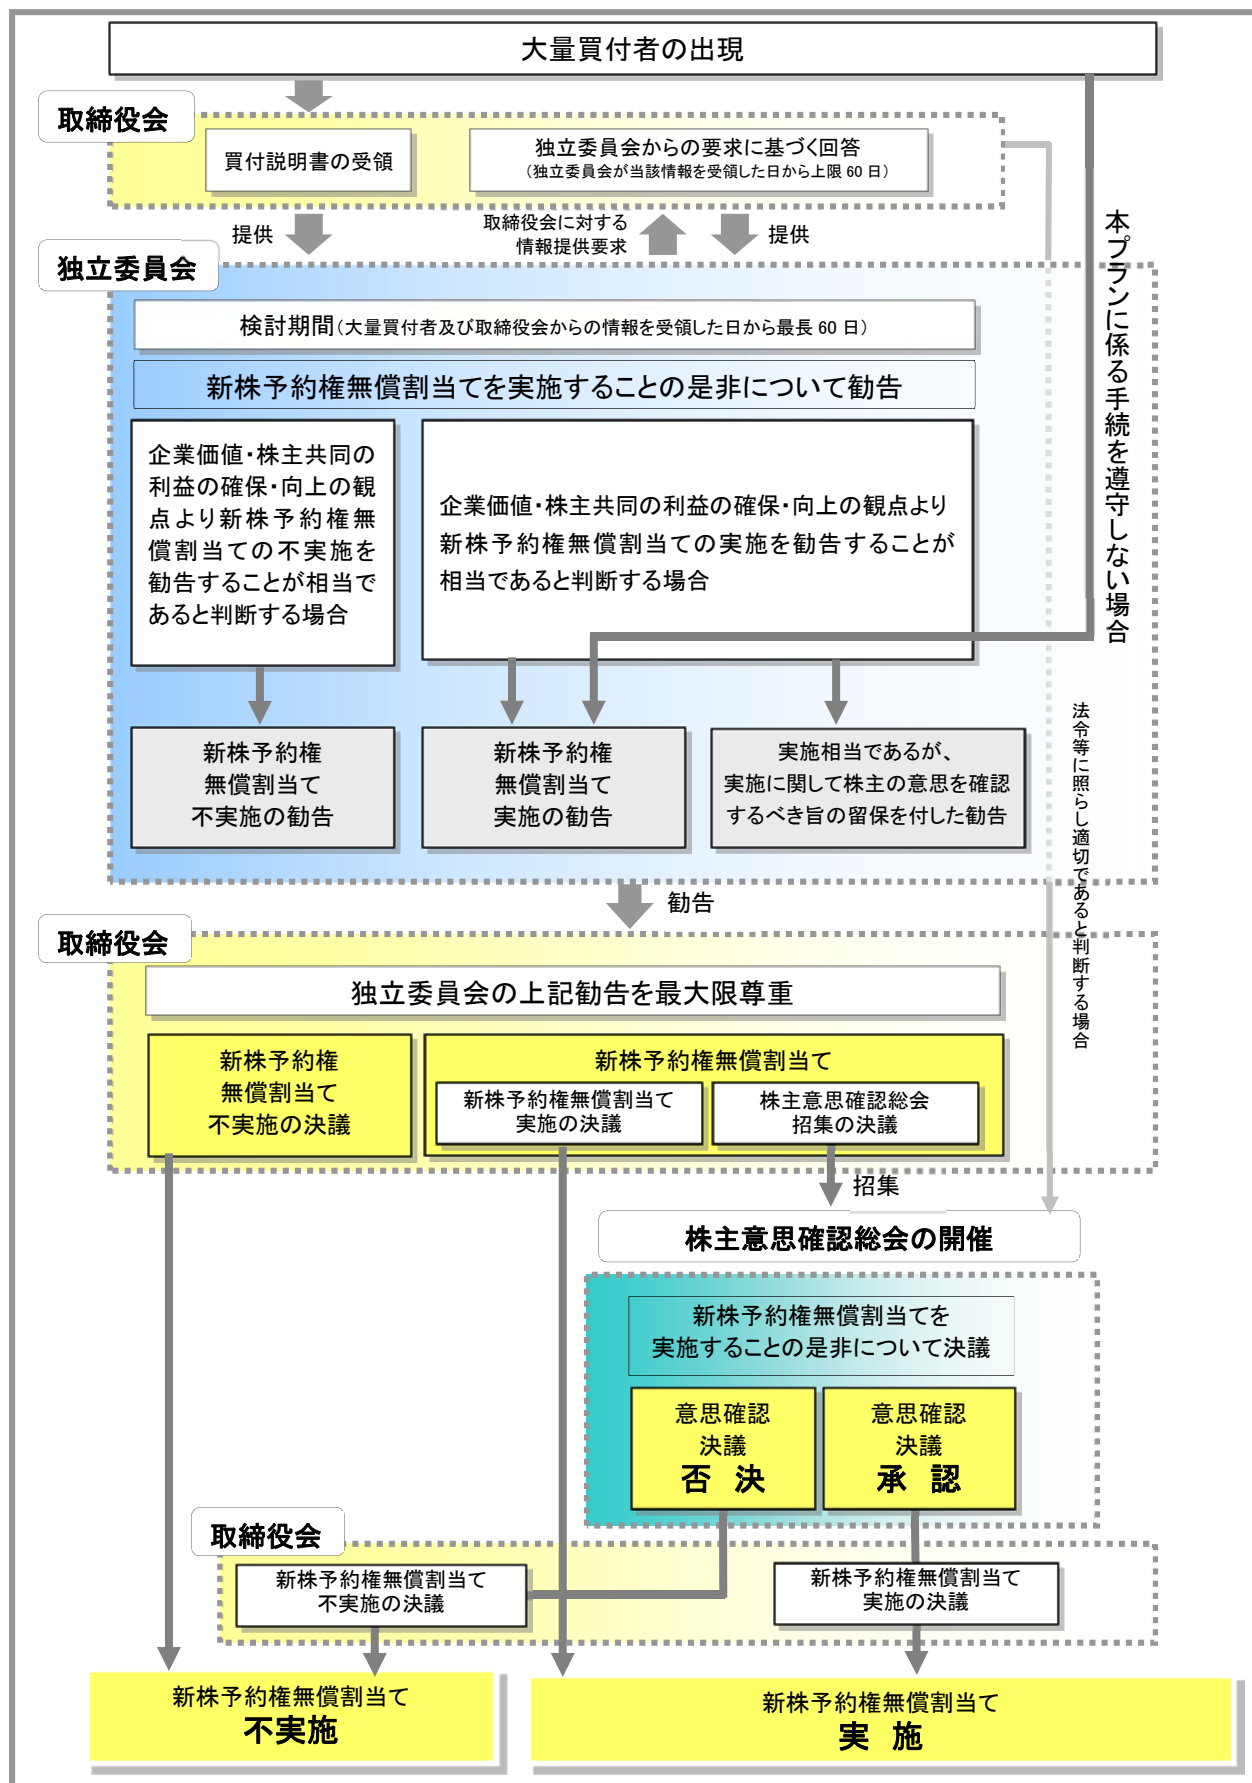 大量買付者の出現
取締役会
買付説明書の受領
独立委員会からの要求に基づく回答
（独立委員会が当該情報を受領した日から上限 60 日）
提供
取締役会に対する
情報提供要求
提供
本プランに係る手続を遵守しない場合
独立委員会
検討期間（大量買付者及び取締役会からの情報を受領した日から最長 60 日）
新株予約権無償割当てを実施することの是非について勧告
企業価値・株主共同の
利益の確保・向上の観
点より新株予約権無
償割当ての不実施を
勧告することが相当で
あると判断する場合
企業価値・株主共同の利益の確保・向上の観点より
新株予約権無償割当ての実施を勧告することが
相当であると判断する場合
新株予約権
無償割当て
不実施の勧告
新株予約権
無償割当て
実施の勧告
実施相当であるが、
実施に関して株主の意思を確認
するべき旨の留保を付した勧告
法令等に照らし適切であると判断する場合
勧告
取締役会
独立委員会の上記勧告を最大限尊重
新株予約権
無償割当て
不実施の決議
新株予約権無償割当て
新株予約権無償割当て
実施の決議
株主意思確認総会
招集の決議
招集
株主意思確認総会の開催
新株予約権無償割当てを
実施することの是非について決議
意思確認
決議
否 決
意思確認
決議
承 認
取締役会
新株予約権無償割当て
不実施の決議
新株予約権無償割当て
実施の決議
新株予約権無償割当て
不実施
新株予約権無償割当て
実 施